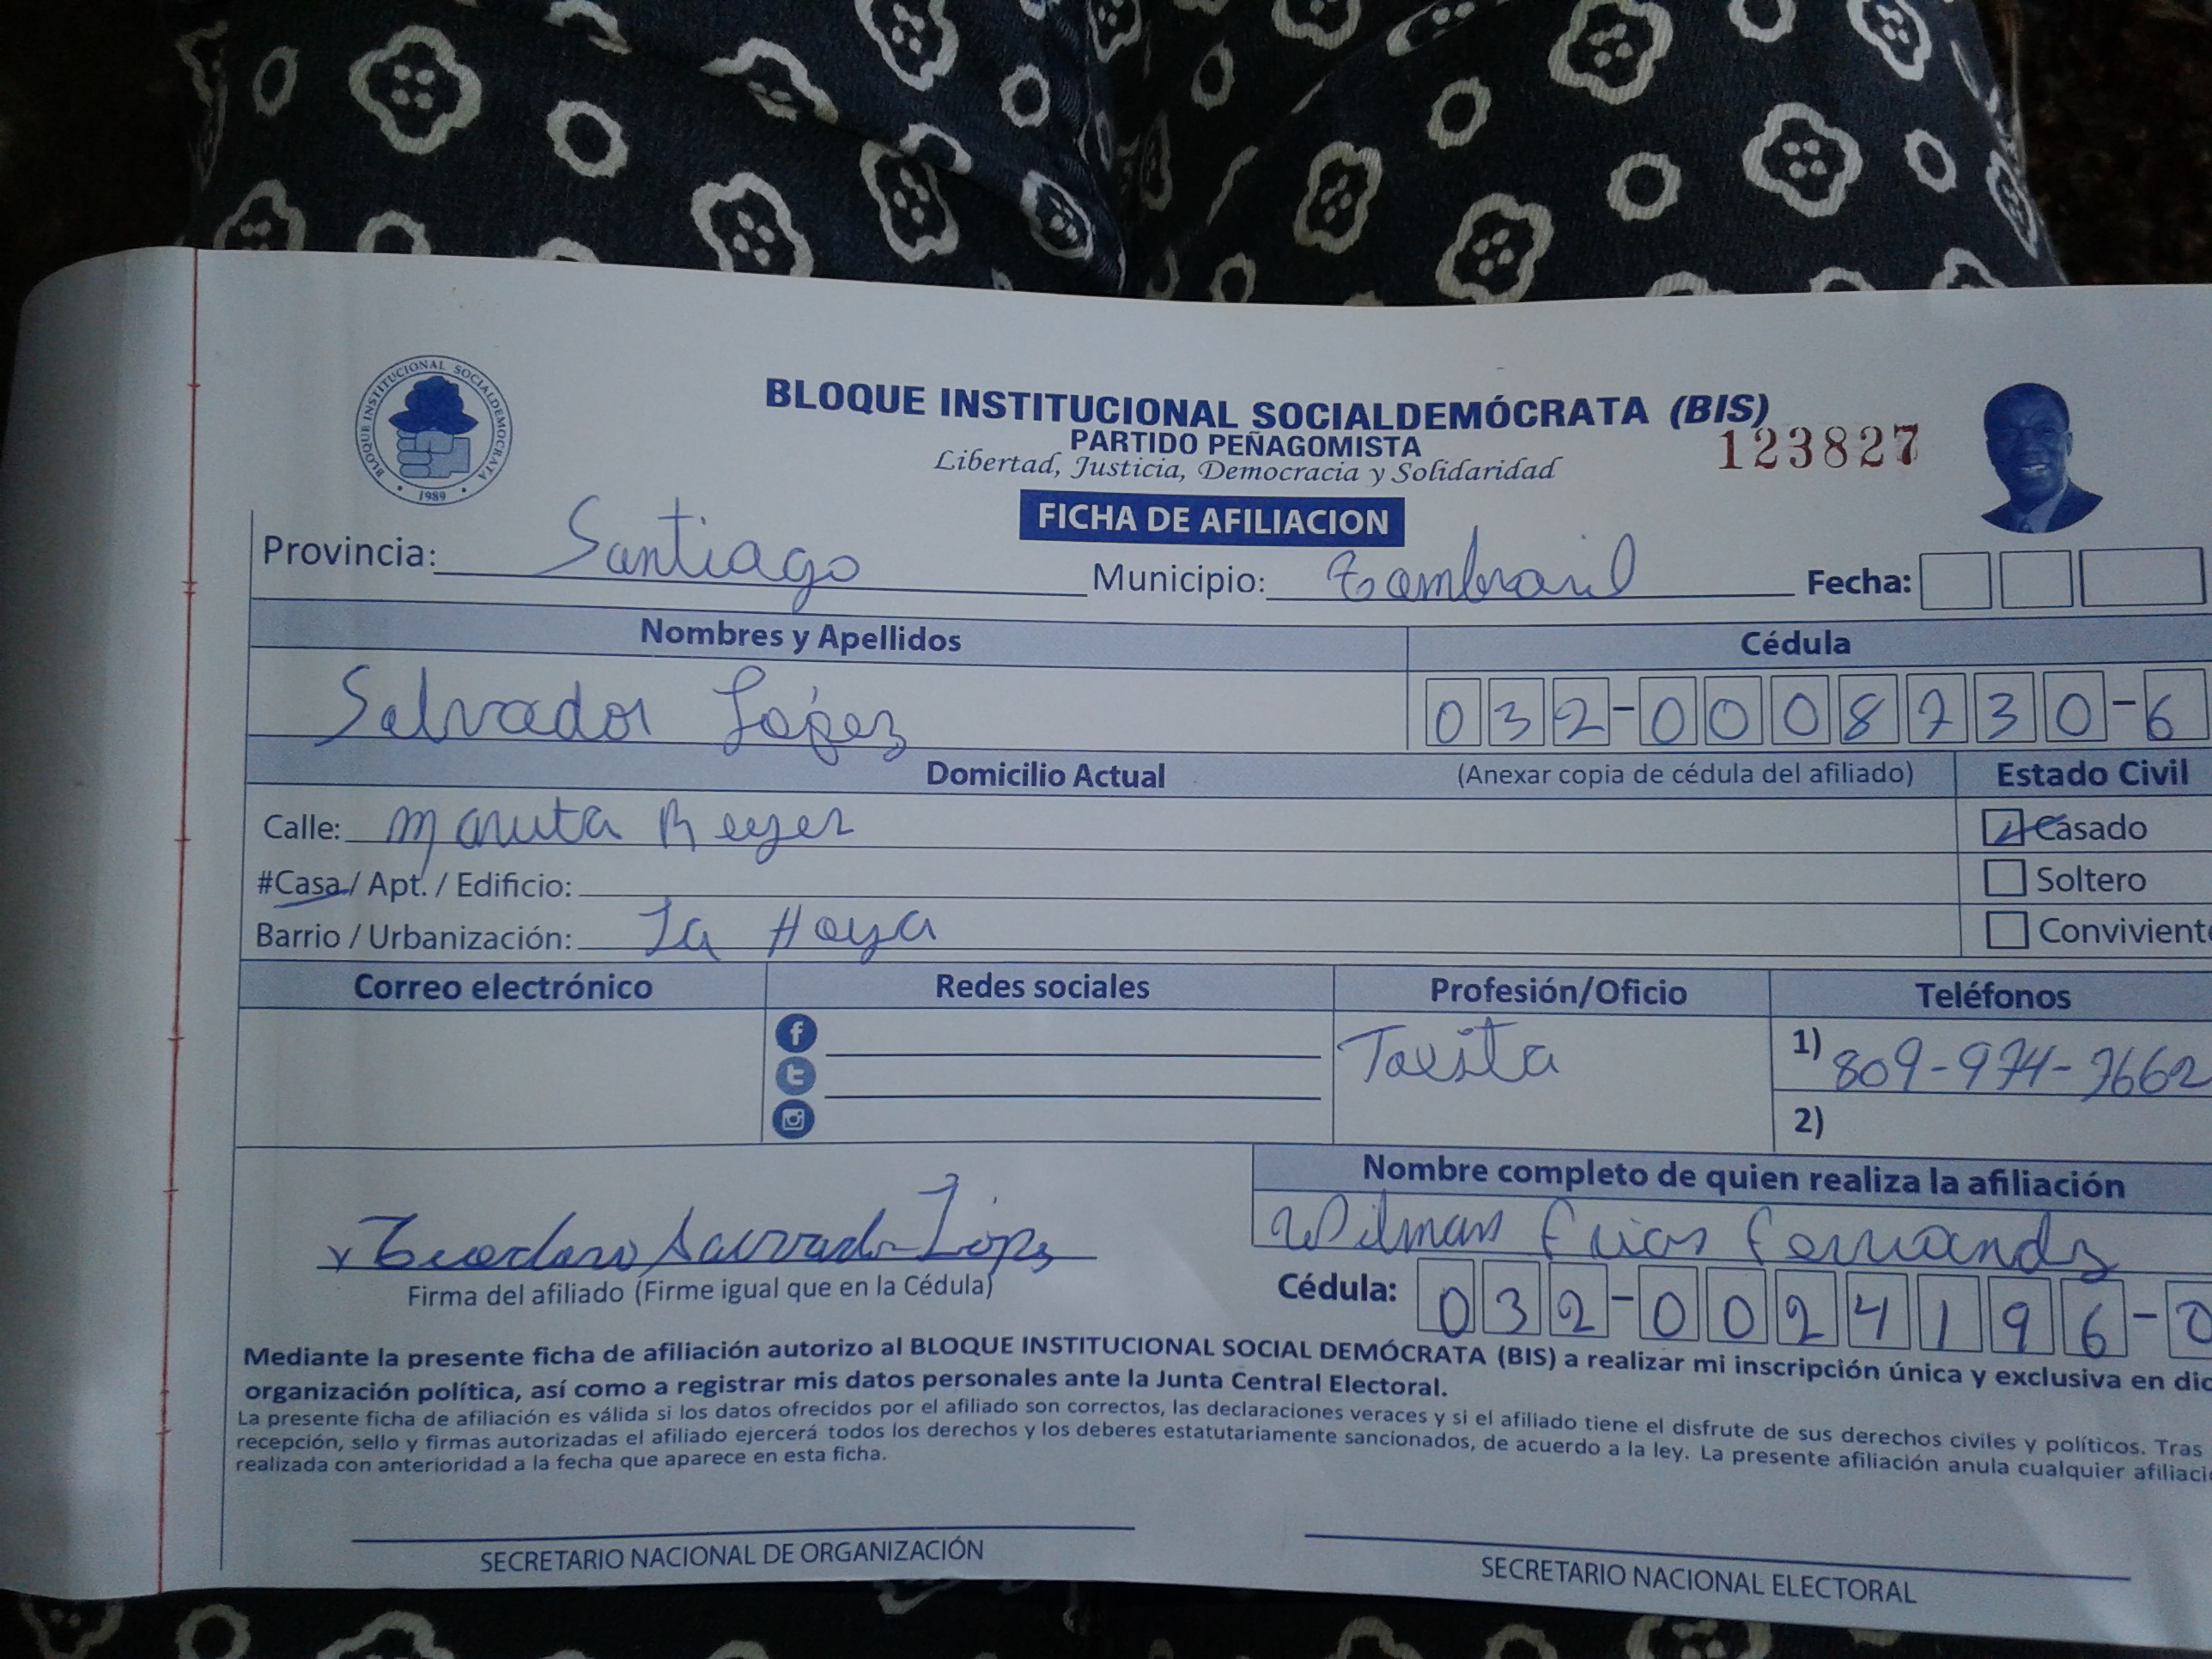 BLOQUE INSTITUCIONAL SOCIALDEMOCRATA
1989
BLOQUE INSTITUCIONAL SOCIALDEMÓCRATA (BIS)
PARTIDO PEÑAGOMISTA
123827
Libertad, Justicia, Democracia y Solidaridad
FICHA DE AFILIACION
Provincia: Santiago Municipio: Tamboril Fecha:
Nombres y Apellidos Cédula
Salvador López 032-0008730-6
Domicilio Actual (Anexar copia de cédula del afiliado) Estado Civil
Calle: Reyes Casado
#Casa / Apt. / Edificio: Soltero
Barrio / Urbanización: La Hoya Conviviente
Correo electrónico Redes sociales Profesión/Oficio Teléfonos
Taxita 1) 809-974-7662
2)
Nombre completo de quien realiza la afiliación
Salvador López Frias
Firma del afiliado (Firme igual que en la Cédula) Cédula: 032-0024196-0
Mediante la presente ficha de afiliación autorizo al BLOQUE INSTITUCIONAL SOCIAL DEMÓCRATA (BIS) a realizar mi inscripción única y exclusiva en dic
organización política, así como a registrar mis datos personales ante la Junta Central Electoral.
La presente ficha de afiliación es válida si los datos ofrecidos por el afiliado son correctos, las declaraciones veraces y si el afiliado tiene el disfrute de sus derechos civiles y políticos. Tras
recepción, sello y firmas autorizadas el afiliado ejercerá todos los derechos y los deberes estatutariamente sancionados, de acuerdo a la ley. La presente afiliación anula cualquier afiliaci
realizada con anterioridad a la fecha que aparece en esta ficha.
SECRETARIO NACIONAL DE ORGANIZACIÓN SECRETARIO NACIONAL ELECTORAL